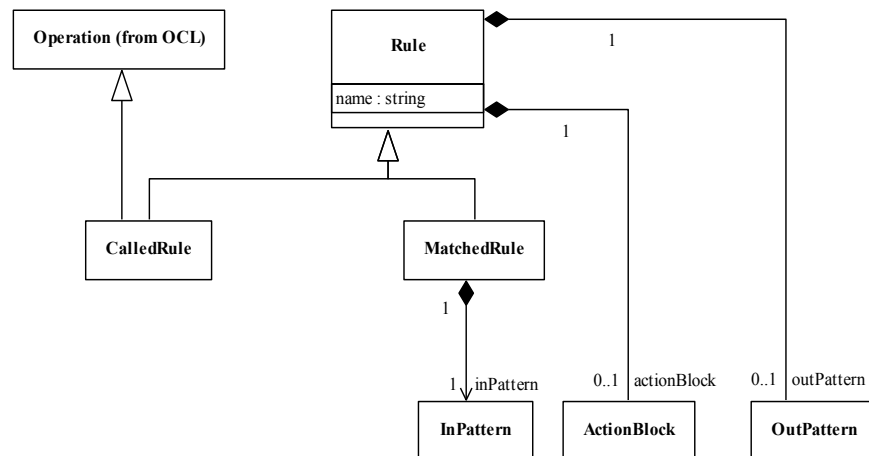 Operation (from OCL)
Rule
1
name : string
1
CalledRule
MatchedRule
1
1 inPattern
0..1 actionBlock
0..1 outPattern
InPattern
ActionBlock
OutPattern